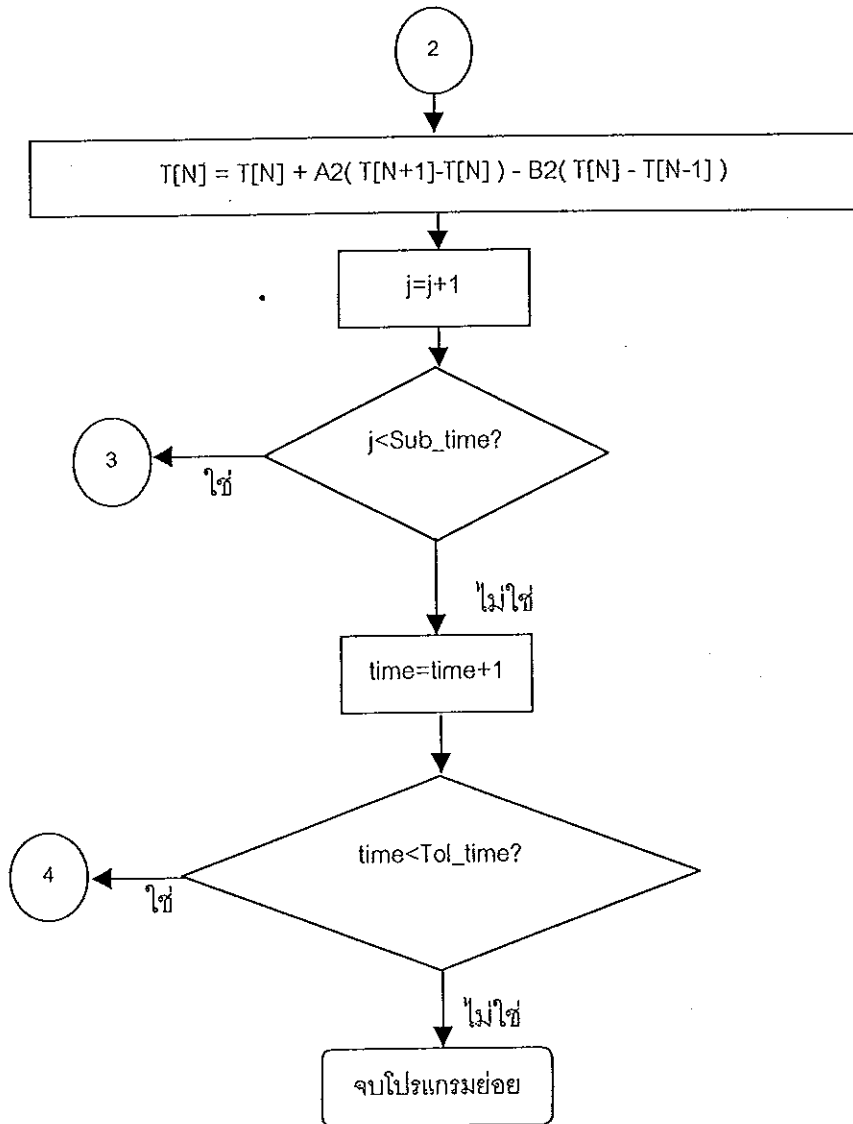 2
T[N] = T[N] + A2( T[N+1]-T[N] ) - B2( T[N] - T[N-1] )
j=j+1
j<Sub_time?
3
ใช่
ไม่ใช่
time=time+1
time<Tol_time?
4
ใช่
ไม่ใช่
จบโปรแกรมย่อย